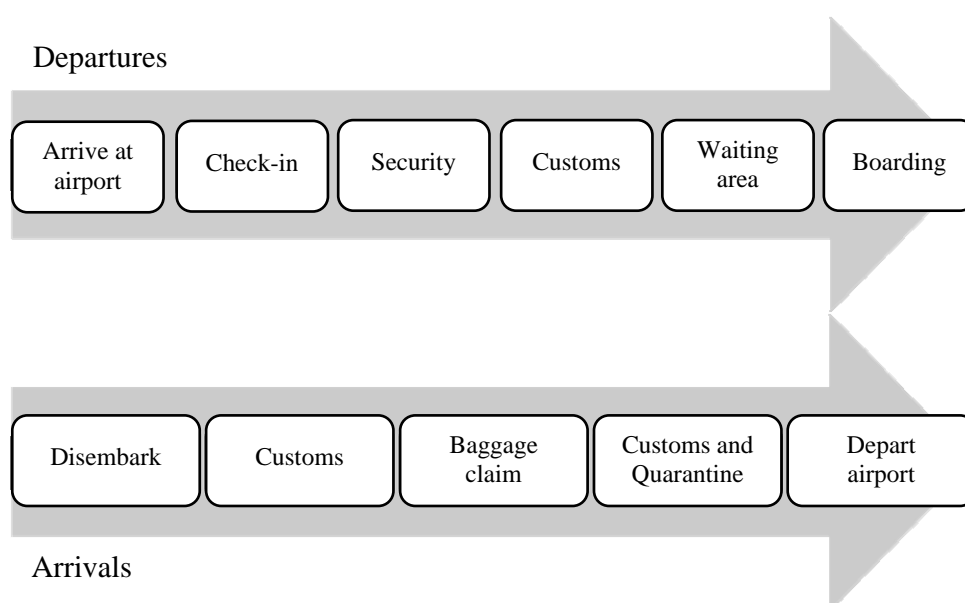 Departures
Arrive at
airport
Check-in
Security
Customs
Waiting
area
Boarding
Disembark
Customs
Baggage
claim
Customs and
Quarantine
Depart
airport
Arrivals